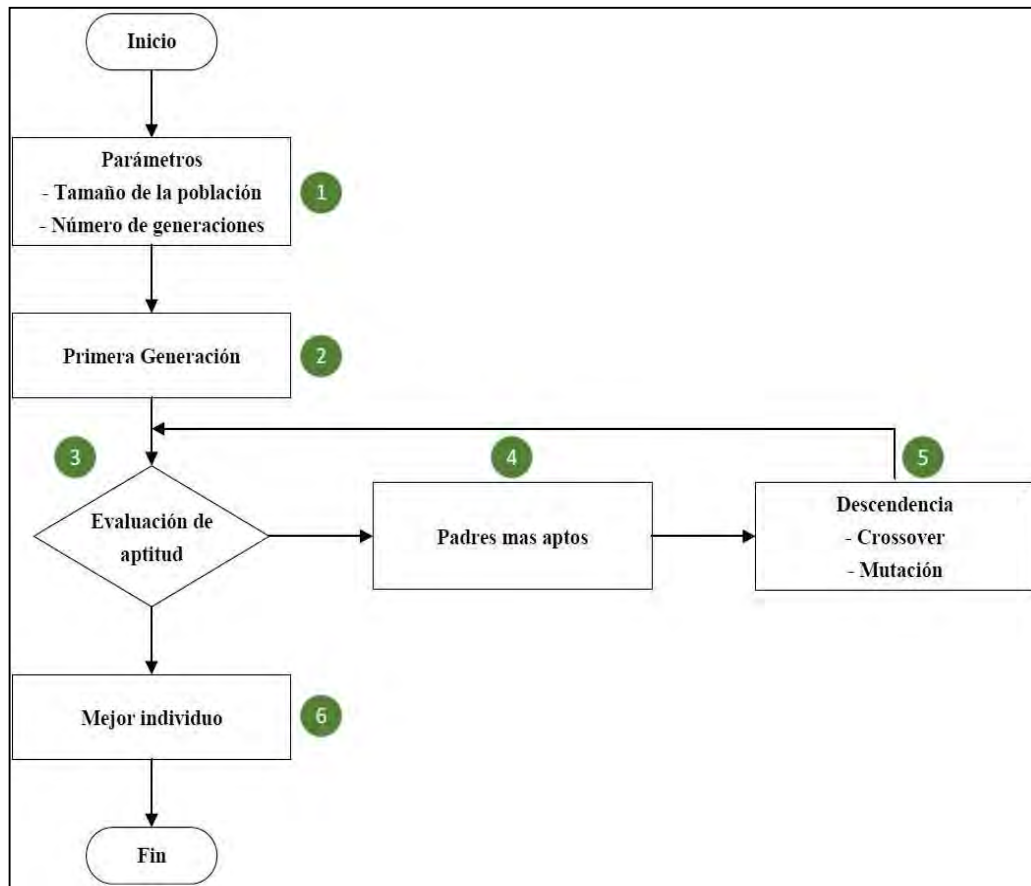 Inicio
Parámetros
- Tamaño de la población
- Número de generaciones
1
Primera Generación
2
3
4
5
Evaluación de
aptitud
Padres mas aptos
Descendencia
- Crossover
- Mutación
Mejor individuo
6
Fin